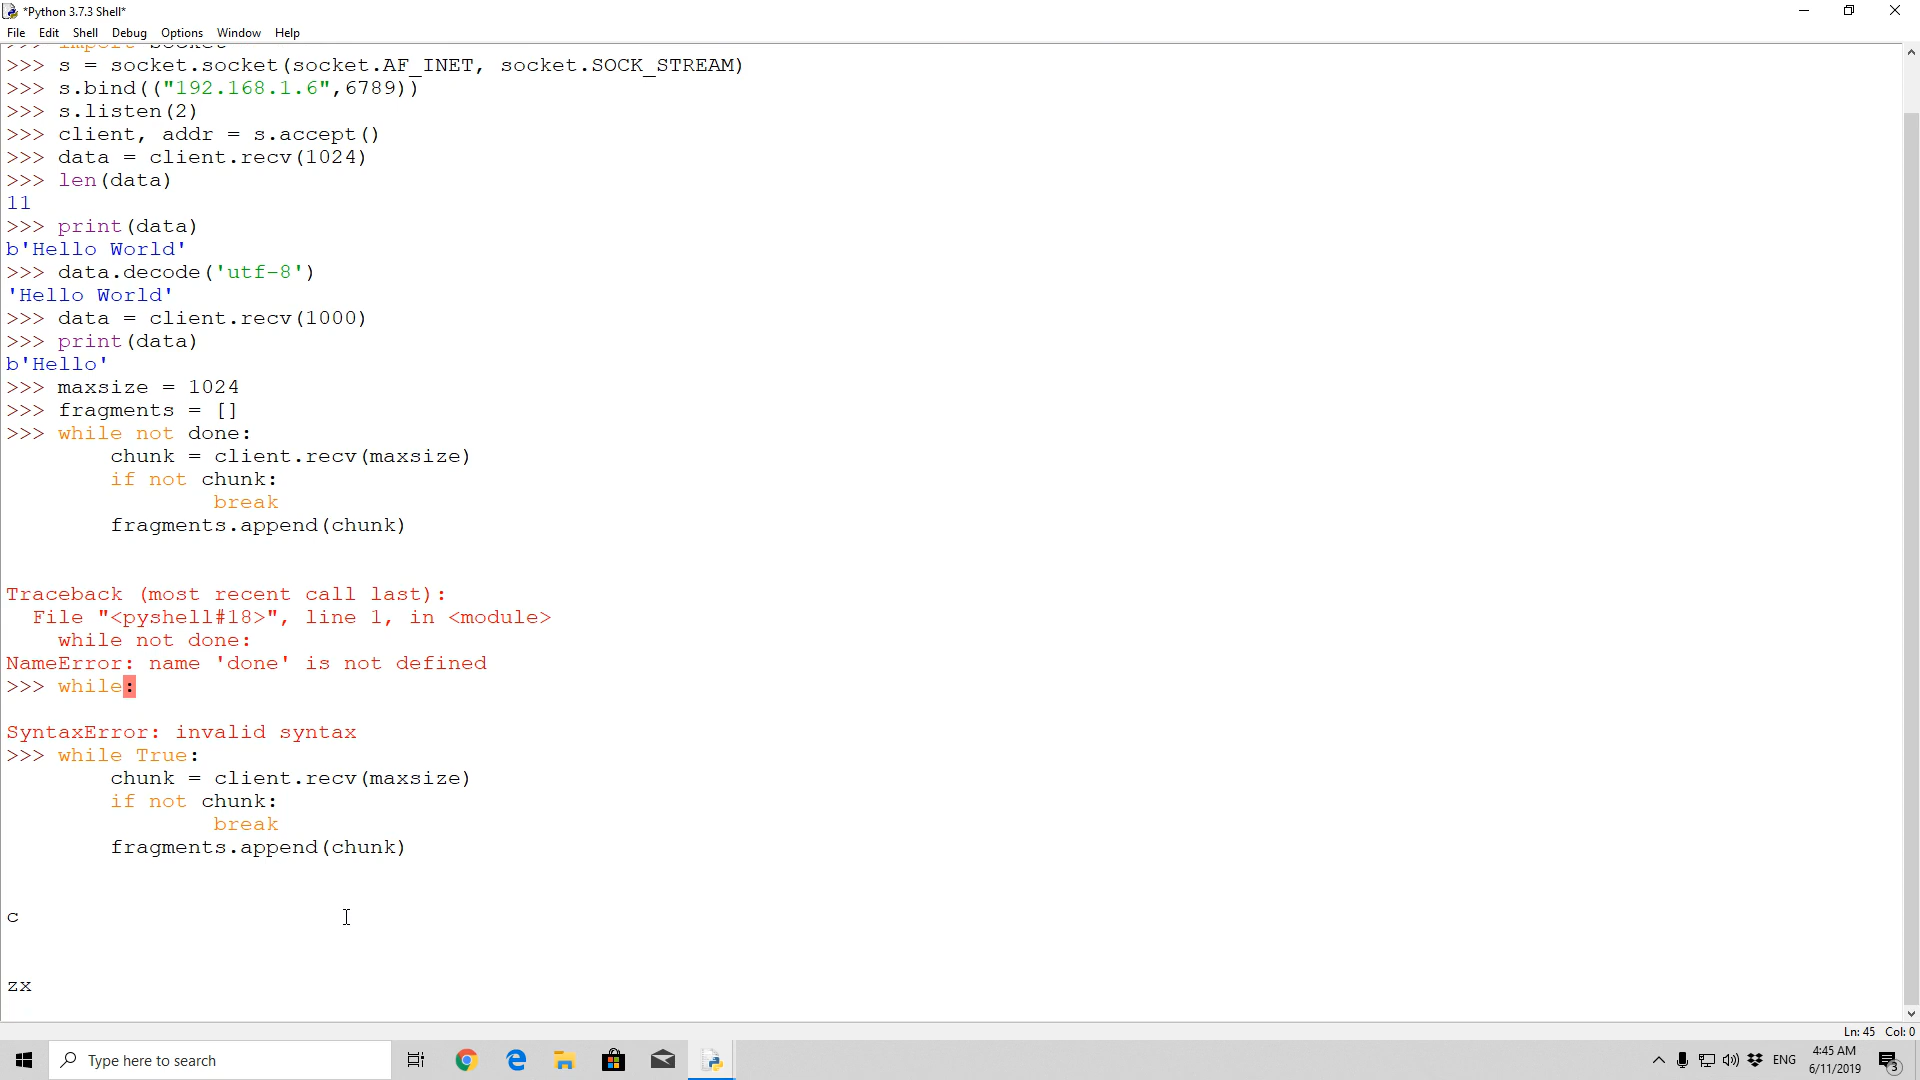 *Python 3.7.3 Shell*
File Edit Shell Debug Options Window Help
>>> import socket
>>> s = socket.socket(socket.AF_INET, socket.SOCK_STREAM)
>>> s.bind(("192.168.1.6",6789))
>>> s.listen(2)
>>> client, addr = s.accept()
>>> data = client.recv(1024)
>>> len(data)
11
>>> print(data)
b'Hello World'
>>> data.decode('utf-8')
'Hello World'
>>> data = client.recv(1000)
>>> print(data)
b'Hello'
>>> maxsize = 1024
>>> fragments = []
>>> while not done:
chunk = client.recv(maxsize)
if not chunk:
break
fragments.append(chunk)
Traceback (most recent call last):
File "<pyshell#18>", line 1, in <module>
while not done:
NameError: name 'done' is not defined
>>> while:
SyntaxError: invalid syntax
>>> while True:
chunk = client.recv(maxsize)
if not chunk:
break
fragments.append(chunk)
c
zx
Ln: 45 Col: 0
Type here to search
ENG
4:45 AM
6/11/2019
3